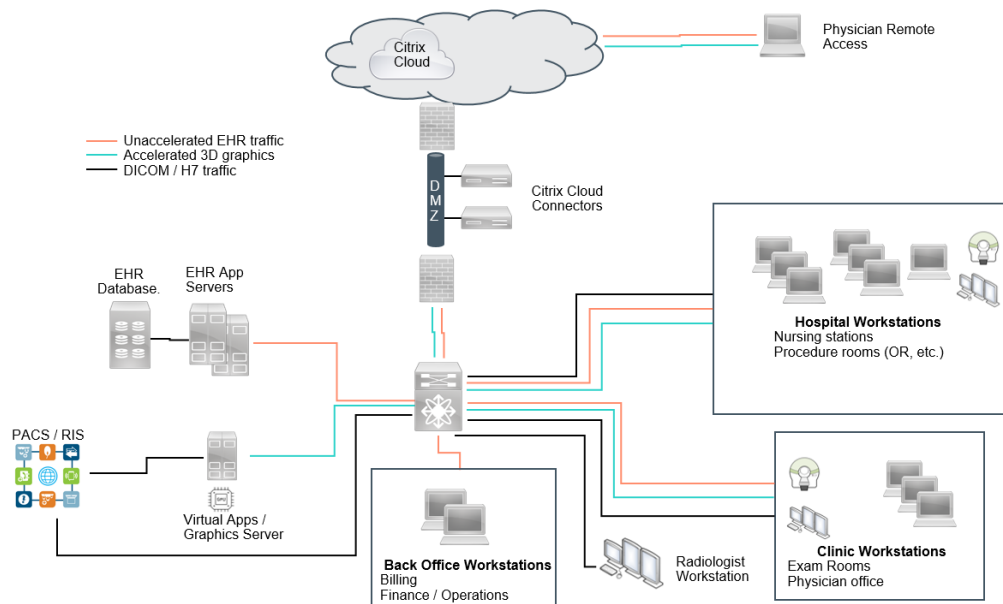 Citrix
Cloud
Physician Remote
Access
Unaccelerated EHR traffic
Accelerated 3D graphics
DICOM / H7 traffic
DMZ
Citrix Cloud
Connectors
EHR
Database.
EHR App
Servers
Hospital Workstations
Nursing stations
Procedure rooms (OR, etc.)
PACS / RIS
Virtual Apps /
Graphics Server
Back Office Workstations
Billing
Finance / Operations
Radiologist
Workstation
Clinic Workstations
Exam Rooms
Physician office